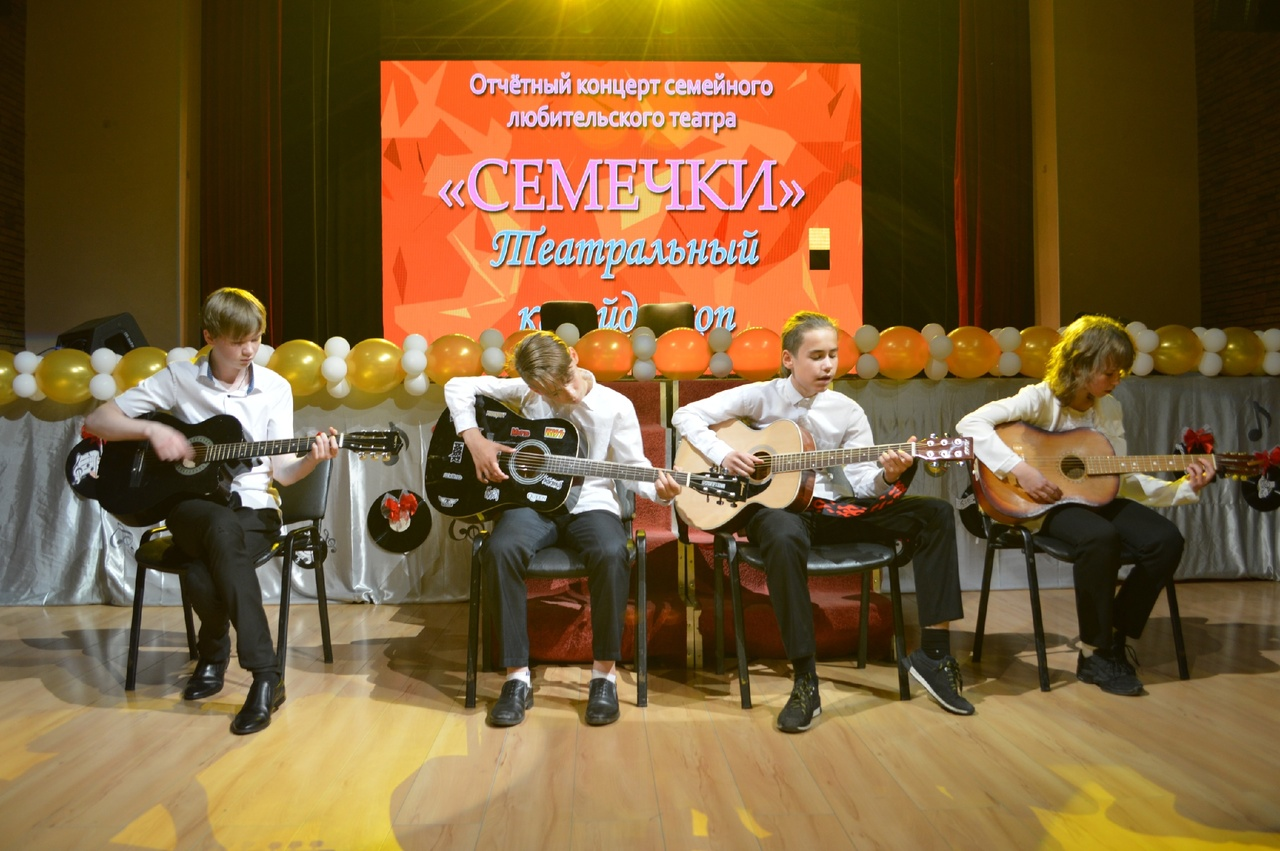 Отчётный концерт семейного
любительского театра
«СЕМЕЧКИ»
Театральный